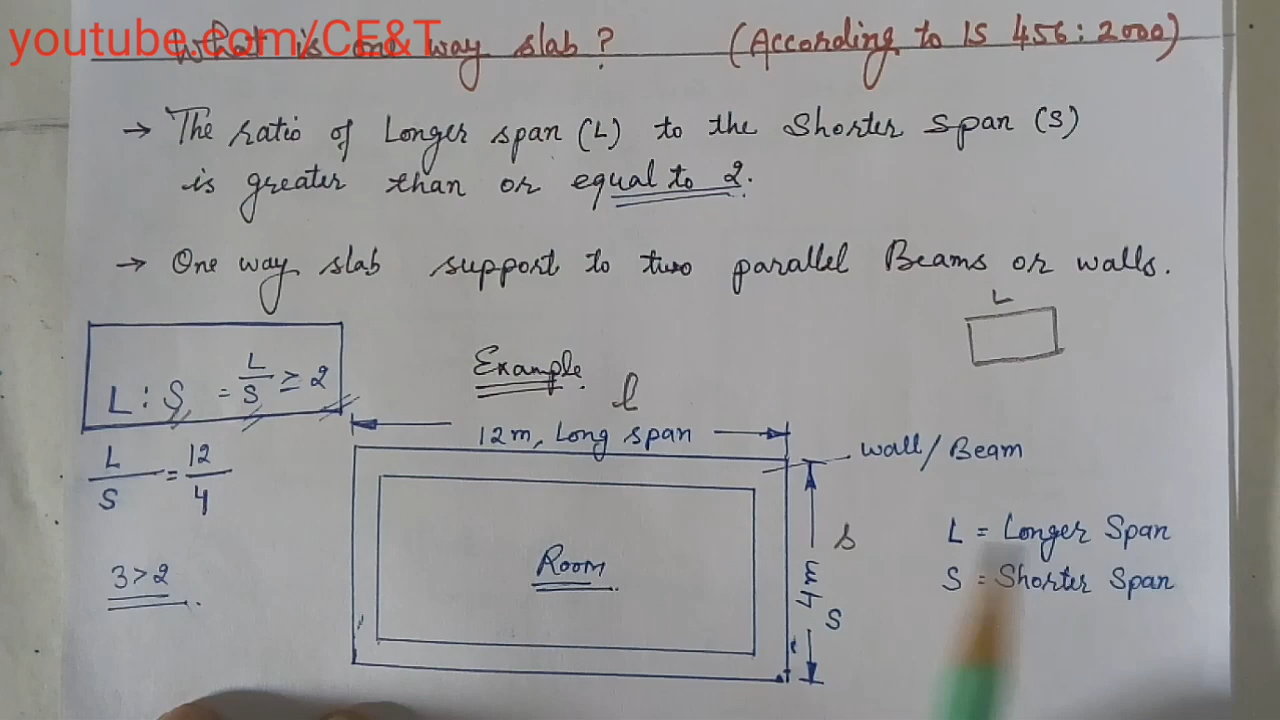 youtube.com/CE&T
What is one way slab? (According to IS 456:2000)
→ The ratio of Longer span (L) to the Shorter span (S)
is greater than or equal to 2.
→ One way slab support to two parallel Beams or walls.
L
L : S = L/S ≥ 2
Example
l
12m, Long span
wall/Beam
L/S = 12/4
s
L = Longer Span
Room
4m
S = Shorter Span
3>2
S